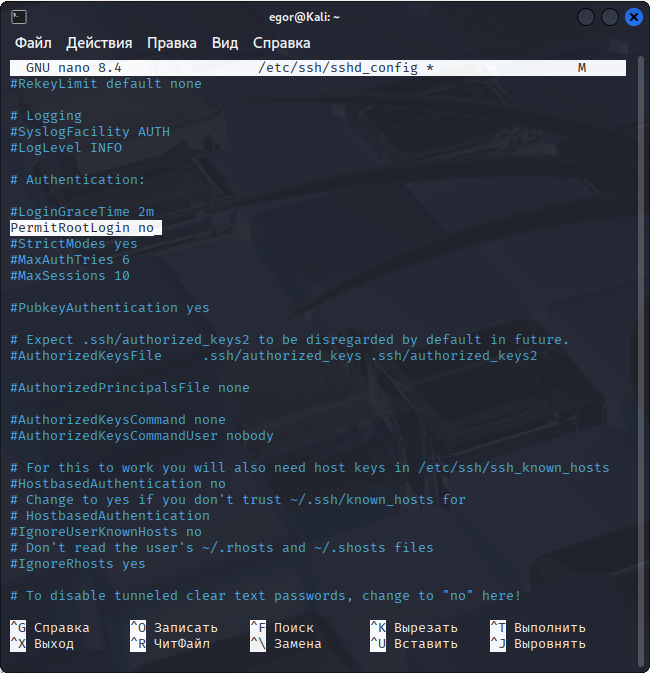 egor@Kali: ~
Файл Действия Правка Вид Справка
GNU nano 8.4 /etc/ssh/sshd_config * M
#RekeyLimit default none
# Logging
#SyslogFacility AUTH
#LogLevel INFO
# Authentication:
#LoginGraceTime 2m
PermitRootLogin no
#StrictModes yes
#MaxAuthTries 6
#MaxSessions 10
#PubkeyAuthentication yes
# Expect .ssh/authorized_keys2 to be disregarded by default in future.
#AuthorizedKeysFile     .ssh/authorized_keys .ssh/authorized_keys2
#AuthorizedPrincipalsFile none
#AuthorizedKeysCommand none
#AuthorizedKeysCommandUser nobody
# For this to work you will also need host keys in /etc/ssh/ssh_known_hosts
#HostbasedAuthentication no
# Change to yes if you don't trust ~/.ssh/known_hosts for
# HostbasedAuthentication
#IgnoreUserKnownHosts no
# Don't read the user's ~/.rhosts and ~/.shosts files
#IgnoreRhosts yes
# To disable tunneled clear text passwords, change to "no" here!
^G Справка ^O Записать ^F Поиск ^K Вырезать ^T Выполнить
^X Выход ^R ЧитФайл ^\ Замена ^U Вставить ^J Выровнять